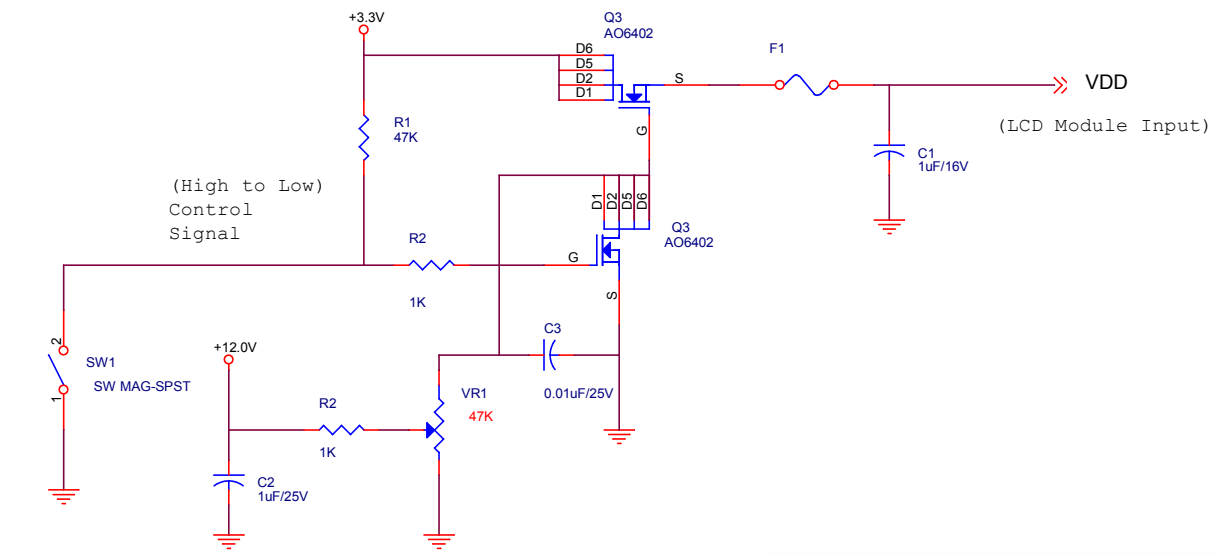 +3.3V
Q3
AO6402
D6
D5
D2
D1
S
G
F1
VDD
(LCD Module Input)
R1
47K
C1
1uF/16V
(High to Low)
Control
Signal
D1
D2
D5
D6
Q3
AO6402
R2
1K
G
S
2
SW1
SW MAG-SPST
1
+12.0V
C3
0.01uF/25V
R2
1K
VR1
47K
C2
1uF/25V